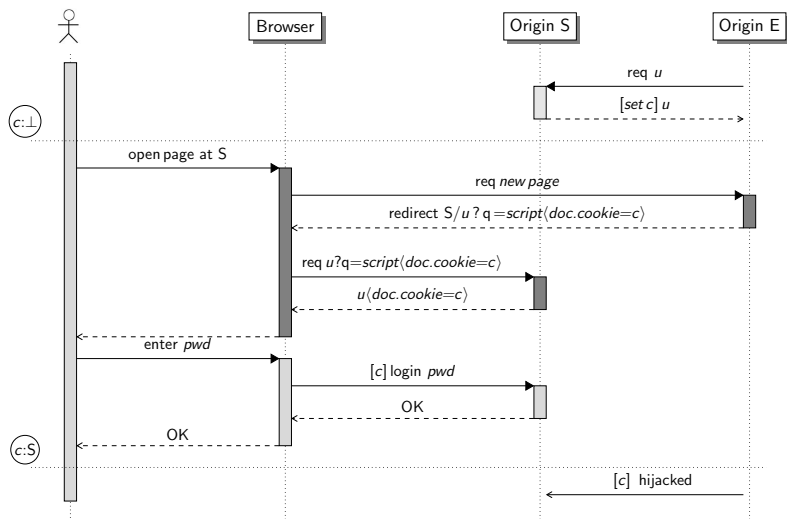 Browser
Origin S
Origin E
req u
[set c] u
c:⊥
open page at S
req new page
redirect S/u ? q =script⟨doc.cookie=c⟩
req u?q=script⟨doc.cookie=c⟩
u⟨doc.cookie=c⟩
enter pwd
[c] login pwd
OK
OK
c:S
[c] hijacked